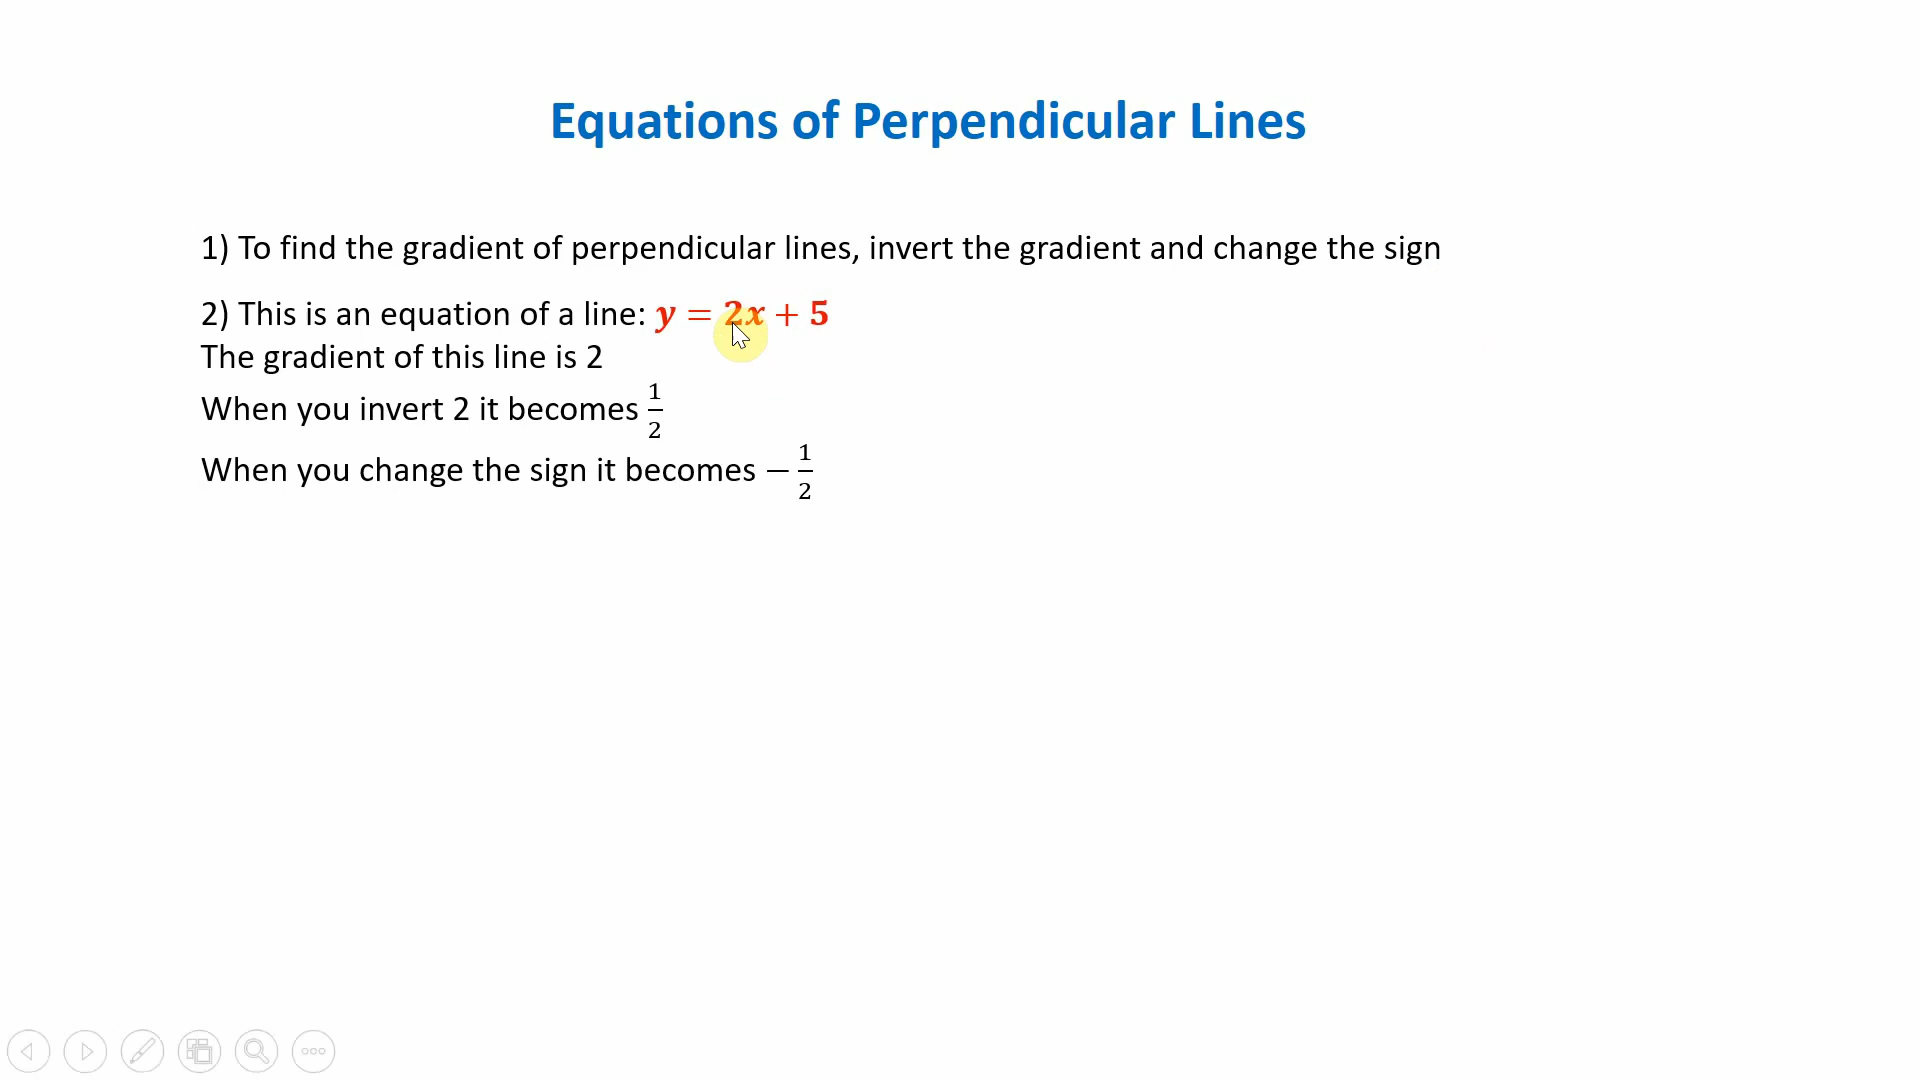 Equations of Perpendicular Lines
1) To find the gradient of perpendicular lines, invert the gradient and change the sign
2) This is an equation of a line: y = 2x + 5
The gradient of this line is 2
When you invert 2 it becomes 1/2
When you change the sign it becomes − 1/2